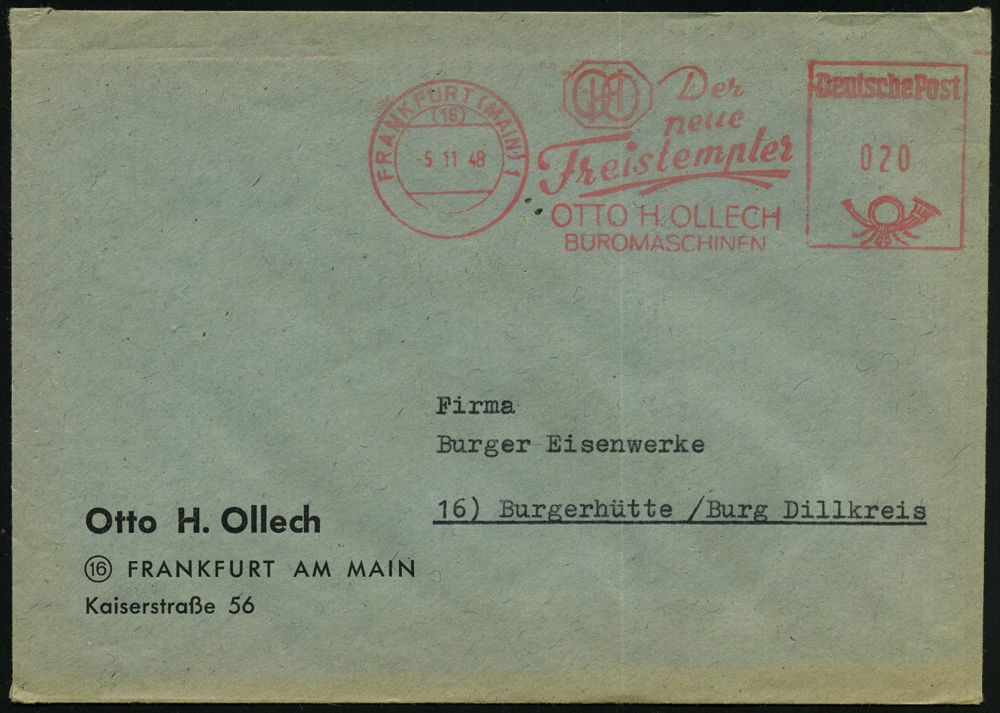 FRANKFURT (MAIN) 1
(16)
-5 11 48
Der
neue
Freistempler
OTTO H. OLLECH
BÜROMASCHINEN
Deutsche Post
020
Firma
Burger Eisenwerke
16) Burgerhütte /Burg Dillkreis
Otto H. Ollech
16 FRANKFURT AM MAIN
Kaiserstraße 56